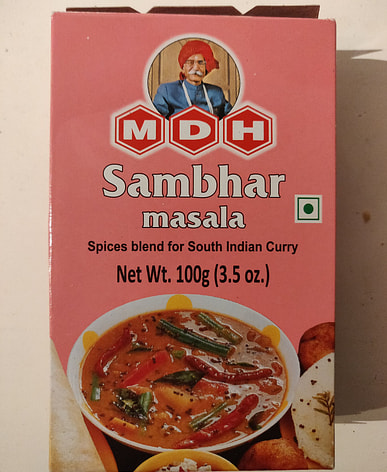 MDH
Sambhar
masala
Spices blend for South Indian Curry
Net Wt. 100g (3.5 oz.)